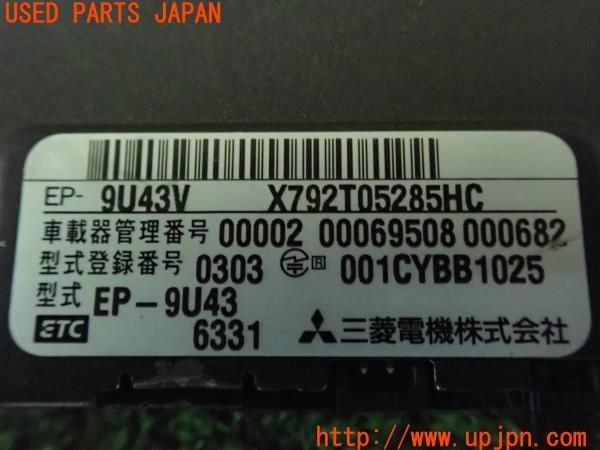 USED PARTS JAPAN
EP- 9U43V X792T05285HC
車載器管理番号 00002 00069508 000682
型式登録番号 0303 R 001CYBB1025
型式 EP-9U43
ETC 6331 三菱電機株式会社
UPJ
http://www.upjpn.com/